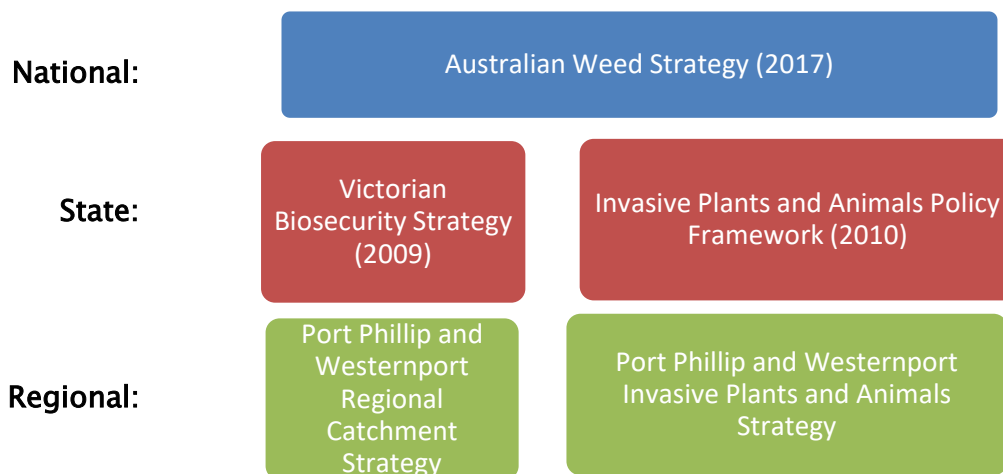 National:
Australian Weed Strategy (2017)
State:
Victorian
Biosecurity Strategy
(2009)
Invasive Plants and Animals Policy
Framework (2010)
Regional:
Port Phillip and
Westernport
Regional
Catchment
Strategy
Port Phillip and Westernport
Invasive Plants and Animals
Strategy